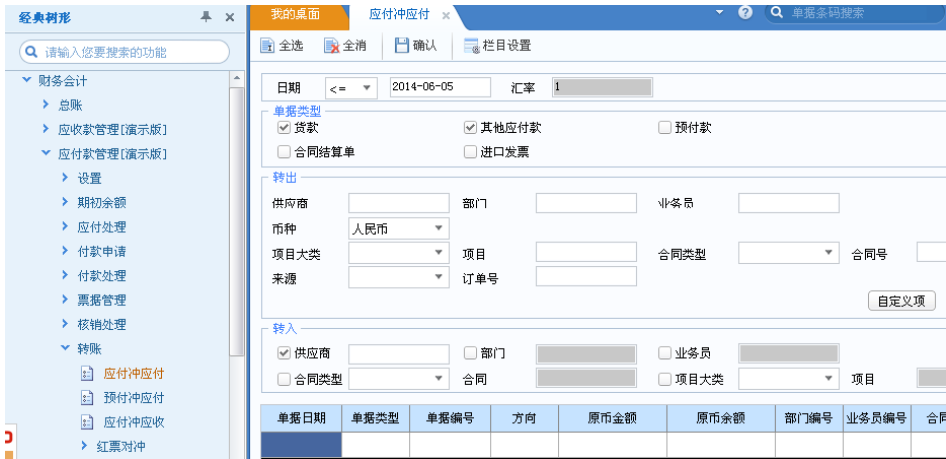 经典树形
请输入您要搜索的功能
财务会计
总账
应收款管理[演示版]
应付款管理[演示版]
设置
期初余额
应付处理
付款申请
付款处理
票据管理
核销处理
转账
应付冲应付
预付冲应付
应付冲应收
红票对冲
我的桌面 应付冲应付 单据条码搜索
全选 全消 确认 栏目设置
日期 <= 2014-06-05 汇率 1
单据类型
货款 其他应付款 预付款
合同结算单 进口发票
转出
供应商 部门 业务员
币种 人民币
项目大类 项目 合同类型 合同号
来源 订单号
自定义项
转入
供应商 部门 业务员
合同类型 合同 项目大类 项目
单据日期 单据类型 单据编号 方向 原币金额 原币余额 部门编号 业务员编号 合同